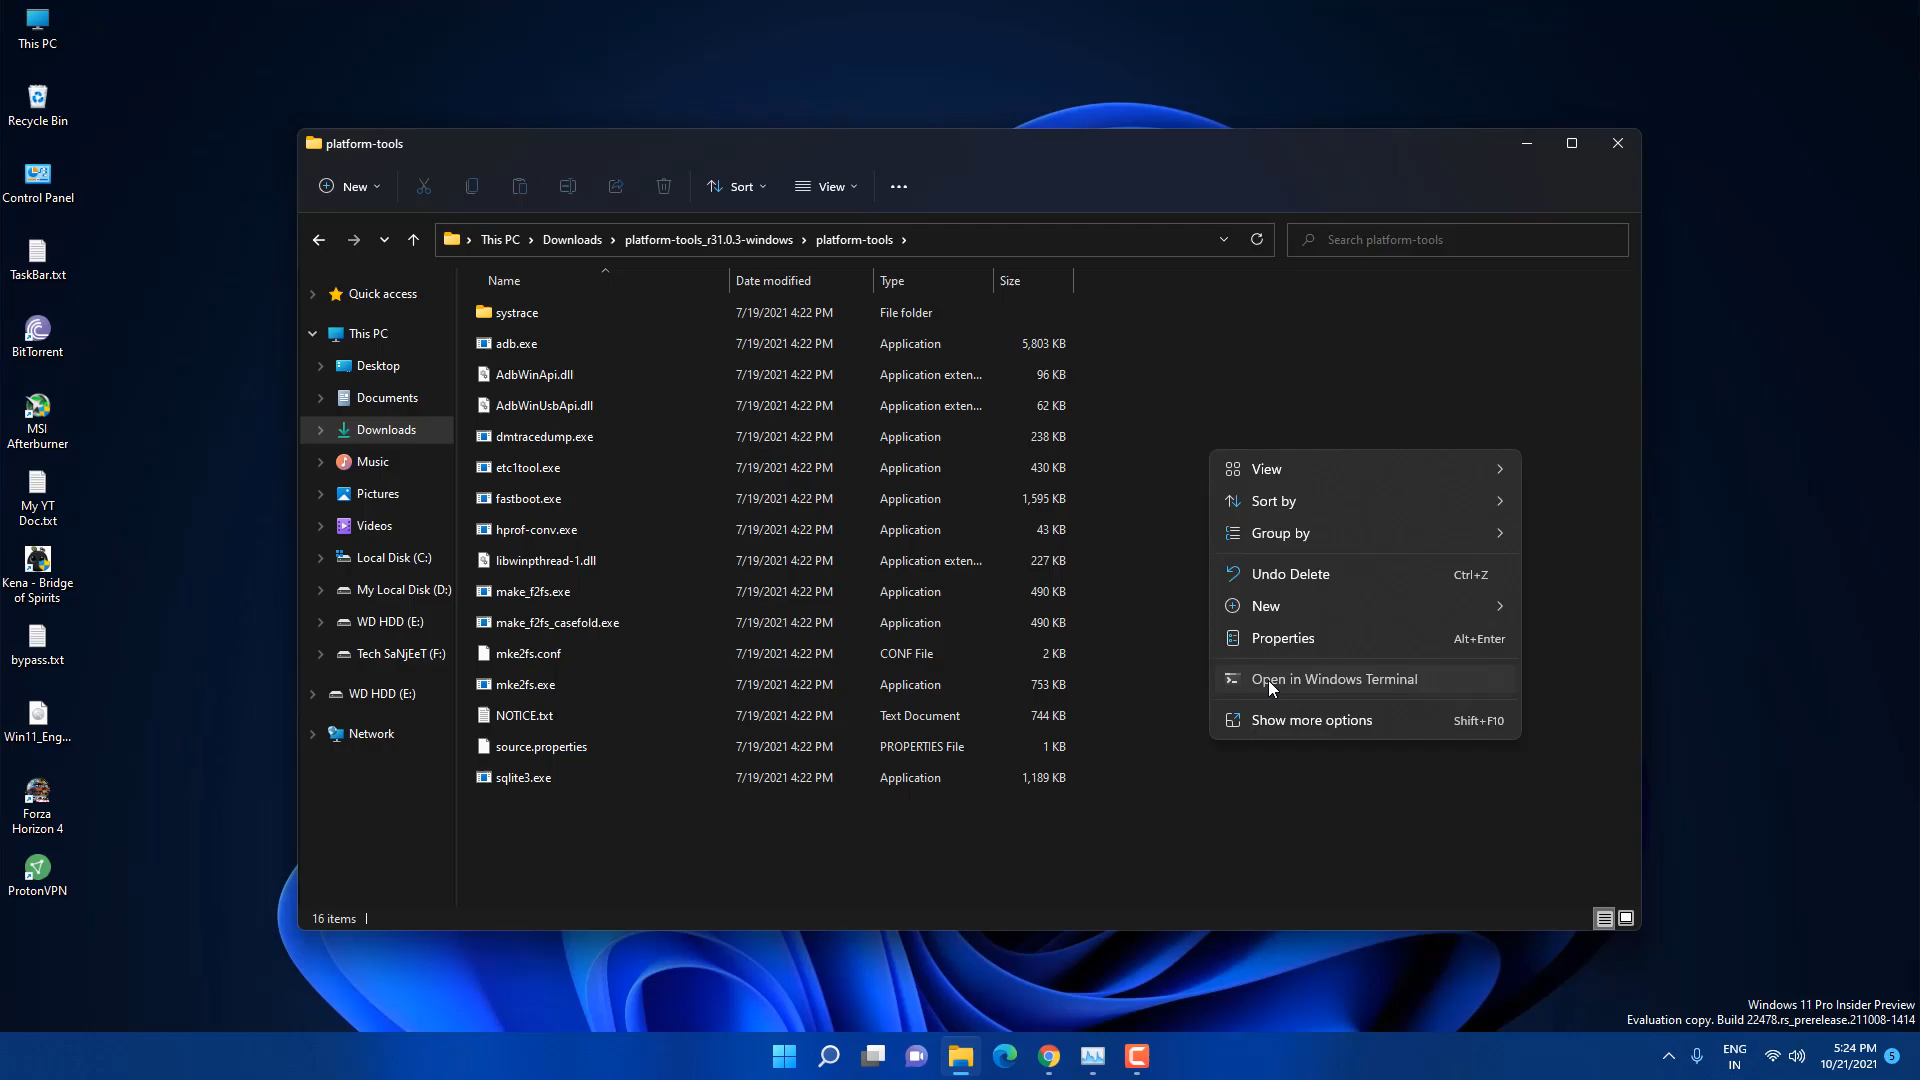 This PC
Recycle Bin
Control Panel
TaskBar.txt
BitTorrent
MSI
Afterburner
My YT
Doc.txt
Kena - Bridge
of Spirits
bypass.txt
Win11_Eng...
Forza
Horizon 4
ProtonVPN
platform-tools
New
Sort
View
This PC
Downloads
platform-tools_r31.0.3-windows
platform-tools
Search platform-tools
Quick access
This PC
Desktop
Documents
Downloads
Music
Pictures
Videos
Local Disk (C:)
My Local Disk (D:)
WD HDD (E:)
Tech SaNjEeT (F:)
WD HDD (E:)
Network
Name Date modified Type Size
systrace 7/19/2021 4:22 PM File folder
adb.exe 7/19/2021 4:22 PM Application 5,803 KB
AdbWinApi.dll 7/19/2021 4:22 PM Application exten... 96 KB
AdbWinUsbApi.dll 7/19/2021 4:22 PM Application exten... 62 KB
dmtracedump.exe 7/19/2021 4:22 PM Application 238 KB
etc1tool.exe 7/19/2021 4:22 PM Application 430 KB
fastboot.exe 7/19/2021 4:22 PM Application 1,595 KB
hprof-conv.exe 7/19/2021 4:22 PM Application 43 KB
libwinpthread-1.dll 7/19/2021 4:22 PM Application exten... 227 KB
make_f2fs.exe 7/19/2021 4:22 PM Application 490 KB
make_f2fs_casefold.exe 7/19/2021 4:22 PM Application 490 KB
mke2fs.conf 7/19/2021 4:22 PM CONF File 2 KB
mke2fs.exe 7/19/2021 4:22 PM Application 753 KB
NOTICE.txt 7/19/2021 4:22 PM Text Document 744 KB
source.properties 7/19/2021 4:22 PM PROPERTIES File 1 KB
sqlite3.exe 7/19/2021 4:22 PM Application 1,189 KB
View
Sort by
Group by
Undo Delete Ctrl+Z
New
Properties Alt+Enter
Open in Windows Terminal
Show more options Shift+F10
16 items
Windows 11 Pro Insider Preview
Evaluation copy. Build 22478.rs_prerelease.211008-1414
ENG
IN
5:24 PM
10/21/2021
5